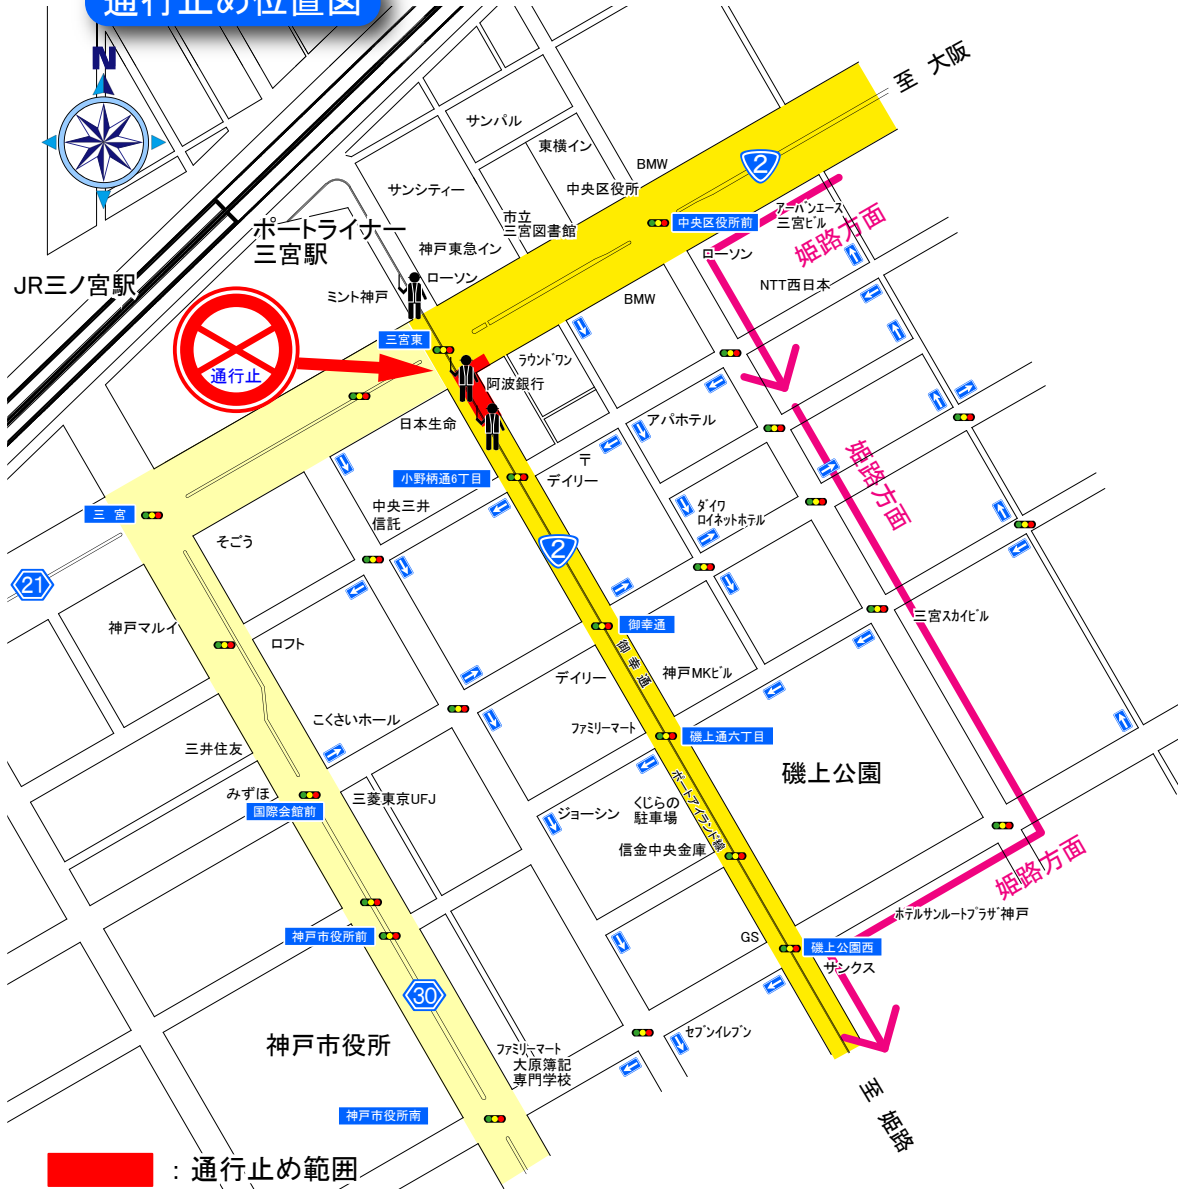 通行止め位置図
N
至 大阪
サンパル
東横イン
BMW
2
サンシティー
中央区役所
アーバンエース
三宮ビル
市立
三宮図書館
中央区役所前
姫路方面
ポートライナー
三宮駅
神戸東急イン
ローソン
ローソン
NTT西日本
JR三ノ宮駅
ミント神戸
BMW
三宮東
ラウンドワン
通行止
阿波銀行
日本生命
アパホテル
姫路方面
〒
小野柄通6丁目
デイリー
中央三井
信託
ダイワ
ロイネットホテル
三 宮
そごう
2
21
神戸マルイ
御幸通
三宮スカイビル
ロフト
御幸通
デイリー
神戸MKビル
こくさいホール
ファミリーマート
磯上通六丁目
三井住友
磯上公園
みずほ
三菱東京UFJ
ポートアイランド線
国際会館前
ジョーシン
くじらの
駐車場
信金中央金庫
姫路方面
ホテルサンルートプラザ神戸
神戸市役所前
GS
磯上公園西
サンクス
30
神戸市役所
セブンイレブン
ファミリーマート
大原簿記
専門学校
神戸市役所南
至 姫路
：通行止め範囲